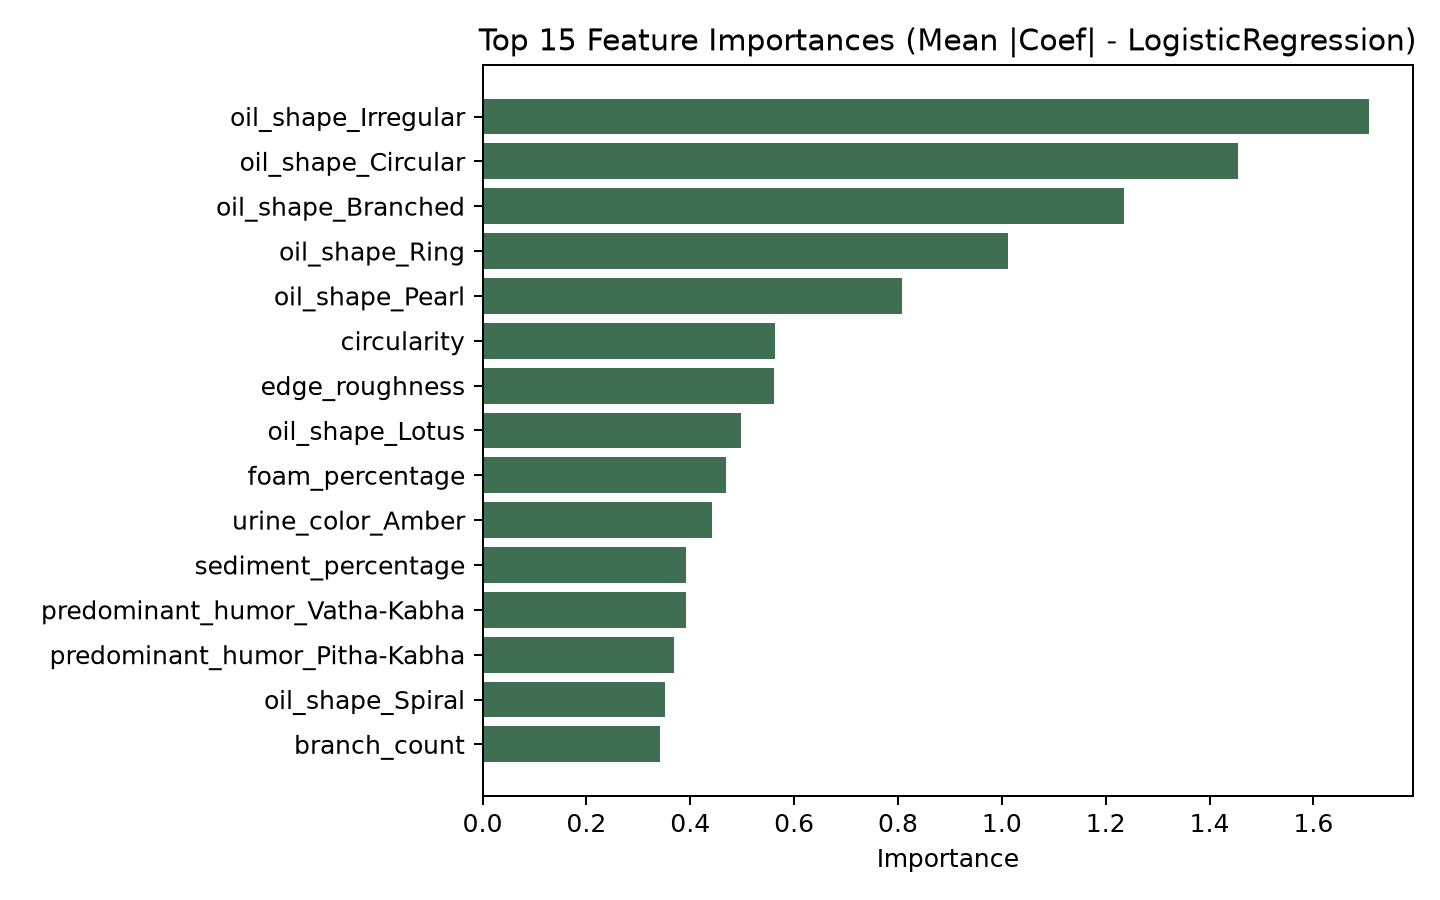 Top 15 Feature Importances (Mean |Coef| - LogisticRegression)
oil_shape_Irregular
oil_shape_Circular
oil_shape_Branched
oil_shape_Ring
oil_shape_Pearl
circularity
edge_roughness
oil_shape_Lotus
foam_percentage
urine_color_Amber
sediment_percentage
predominant_humor_Vatha-Kabha
predominant_humor_Pitha-Kabha
oil_shape_Spiral
branch_count
0.0 0.2 0.4 0.6 0.8 1.0 1.2 1.4 1.6
Importance